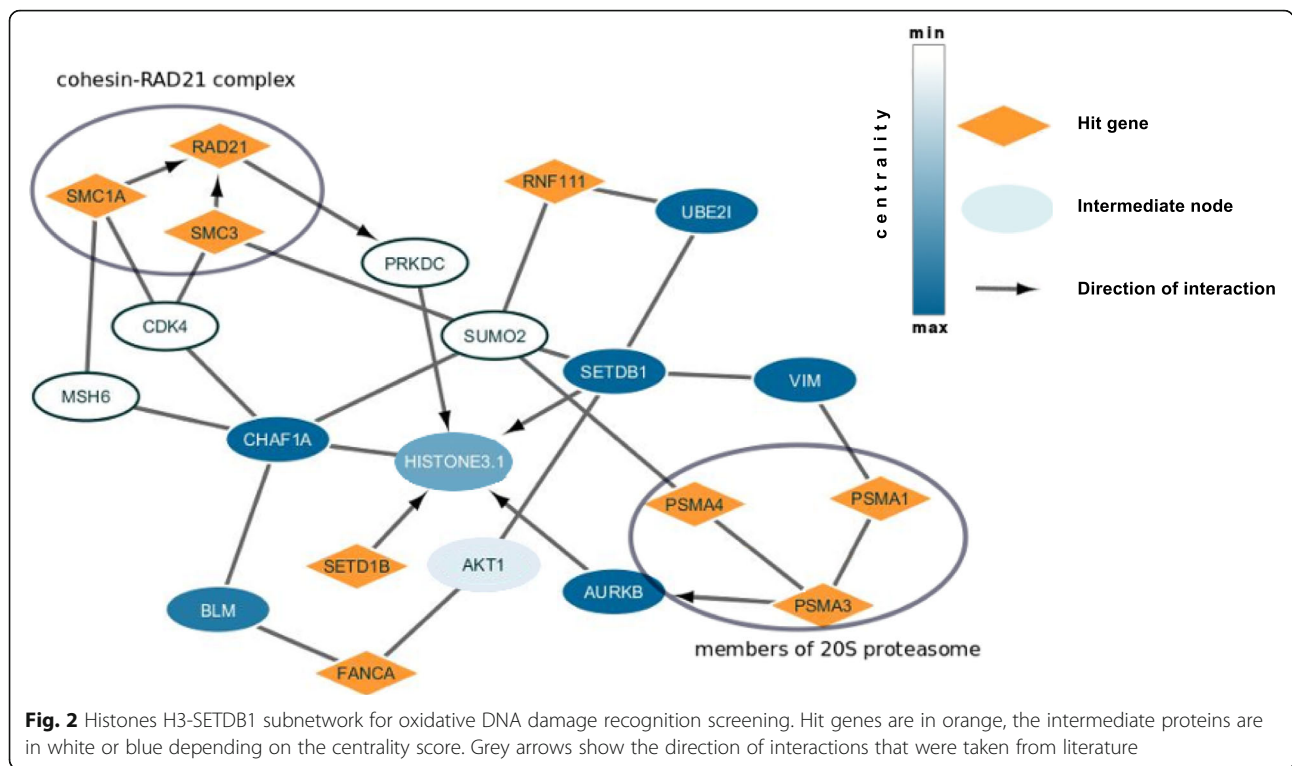 min
cohesin-RAD21 complex
centrality
Hit gene
RAD21
RNF111
SMC1A
UBE2I
Intermediate node
SMC3
PRKDC
Direction of interaction
CDK4
SUMO2
max
SETDB1
VIM
MSH6
CHAF1A
HISTONE3.1
PSMA4
PSMA1
SETD1B
AKT1
AURKB
PSMA3
BLM
members of 20S proteasome
FANCA
Fig. 2 Histones H3-SETDB1 subnetwork for oxidative DNA damage recognition screening. Hit genes are in orange, the intermediate proteins are
in white or blue depending on the centrality score. Grey arrows show the direction of interactions that were taken from literature